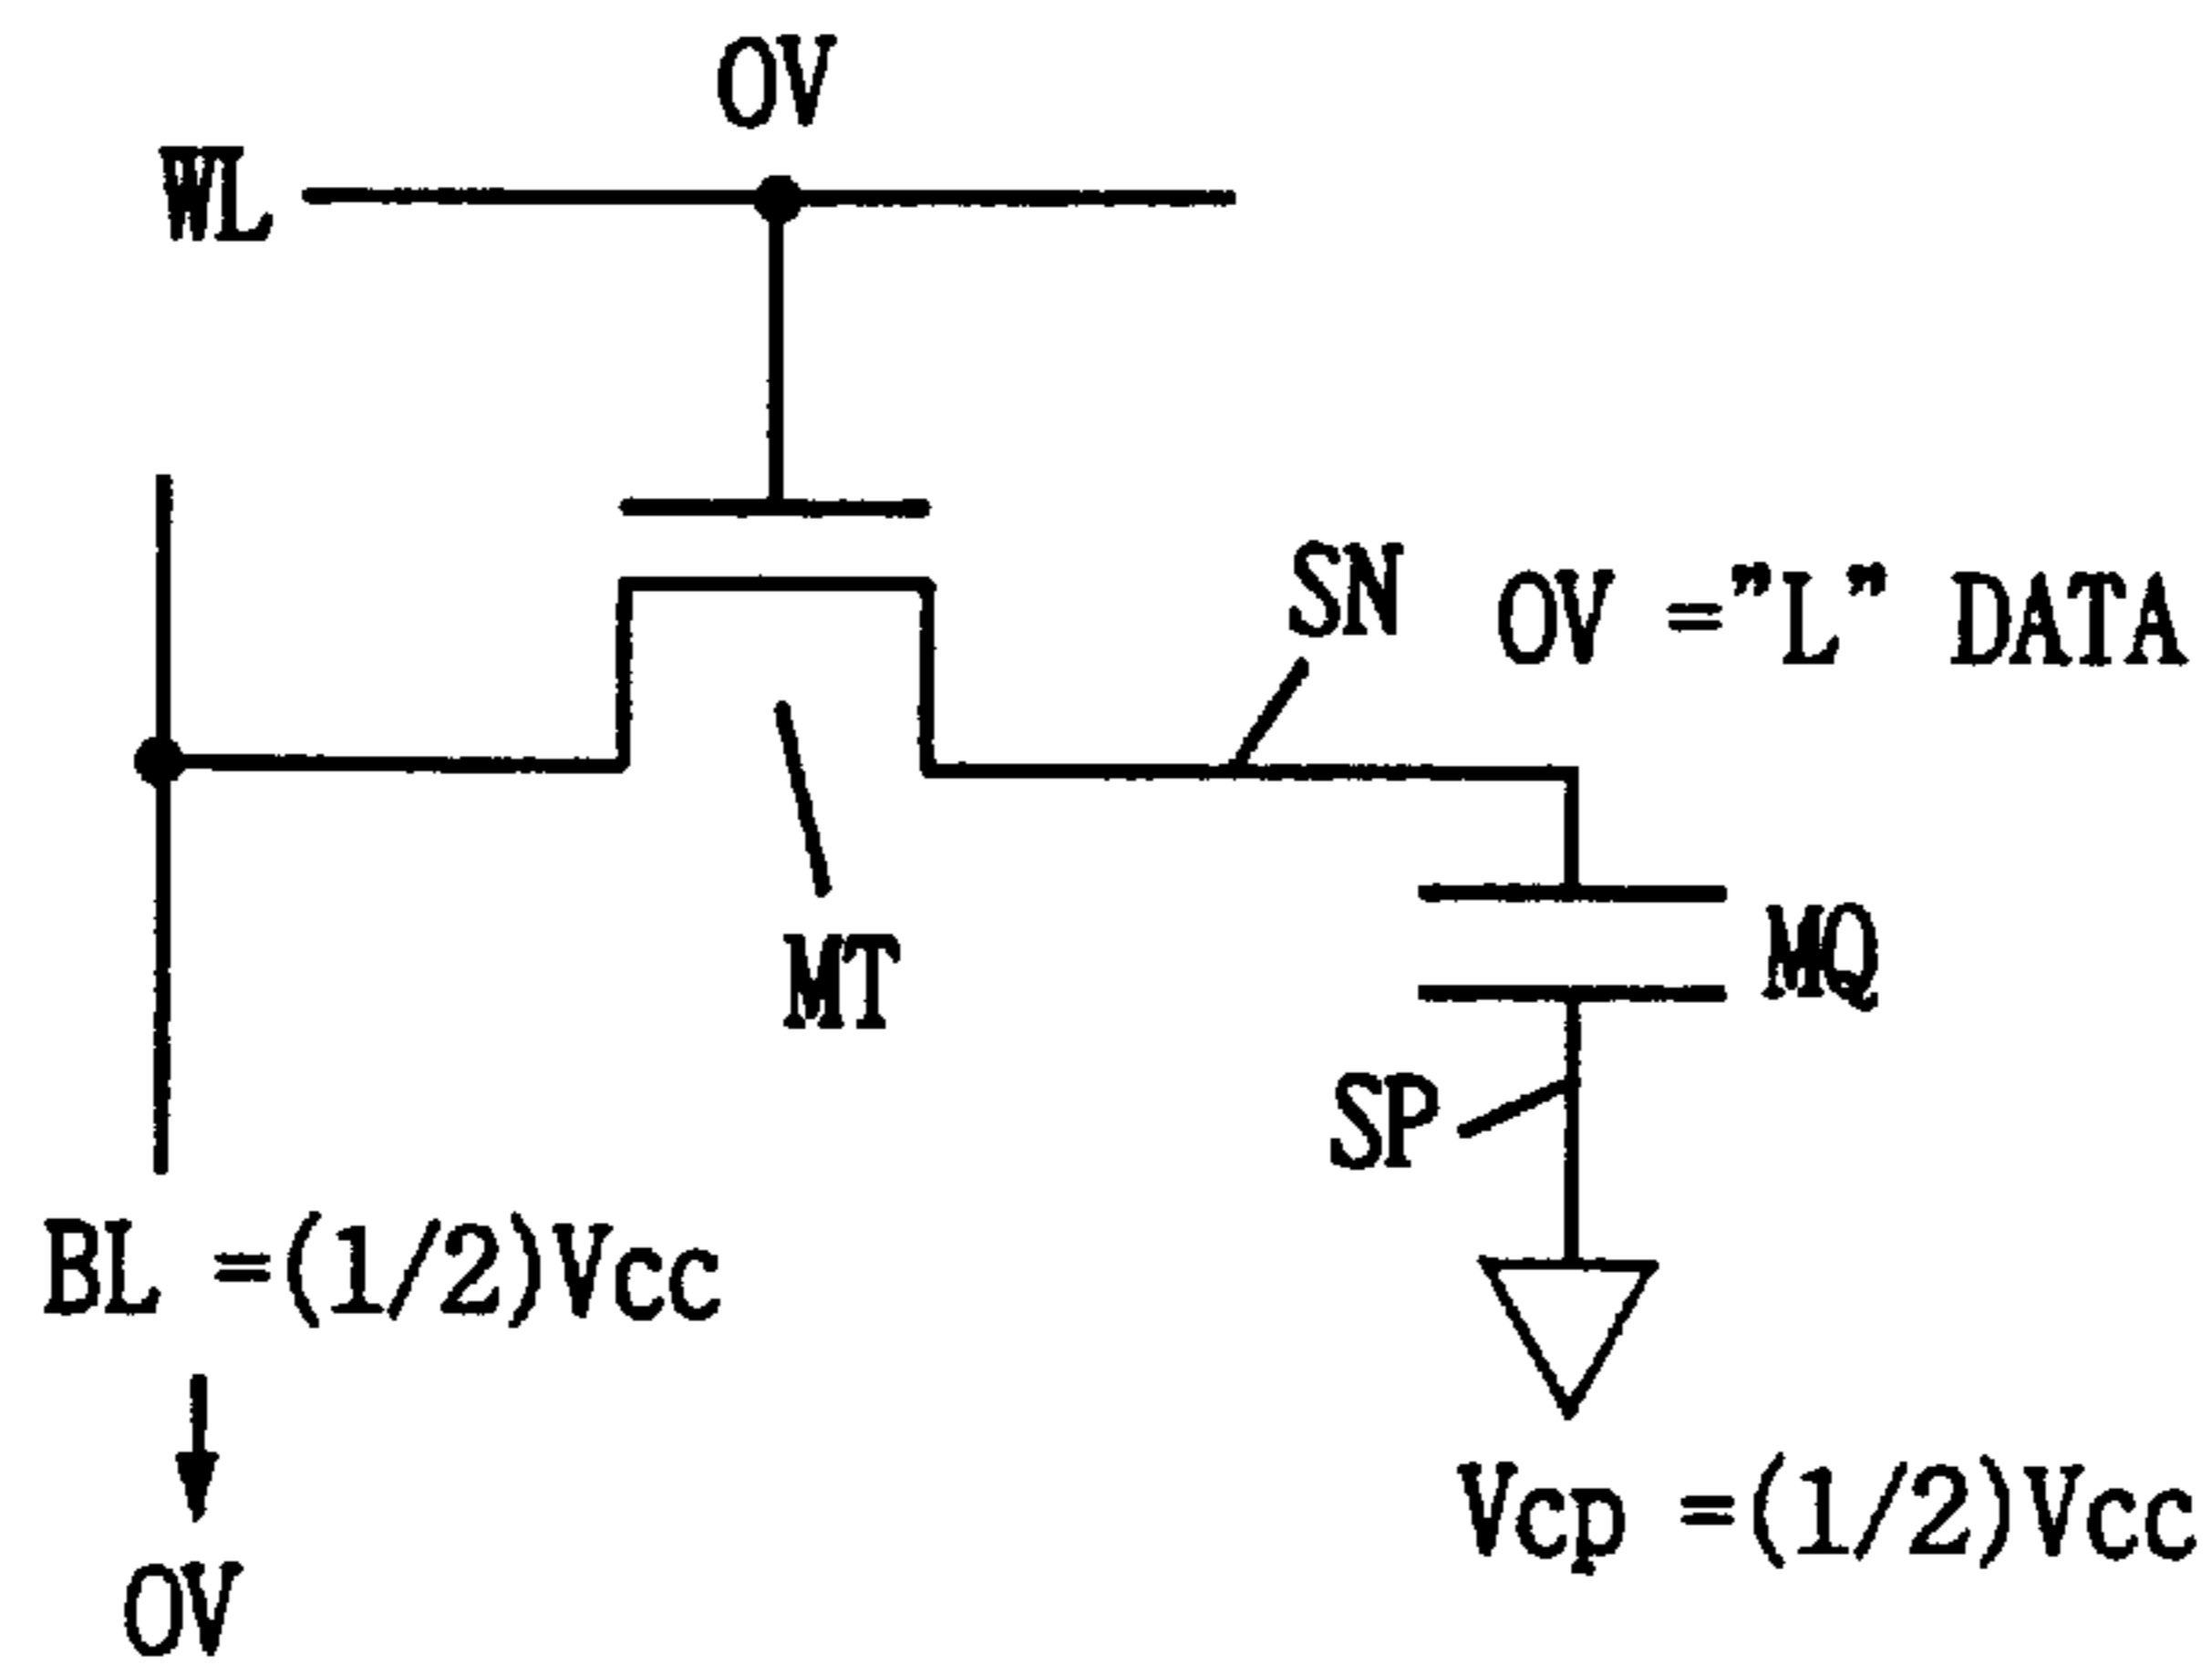 0V
WL
SN 0V ="L" DATA
MT
MQ
SP
BL =(1/2)Vcc
Vcp =(1/2)Vcc
0V